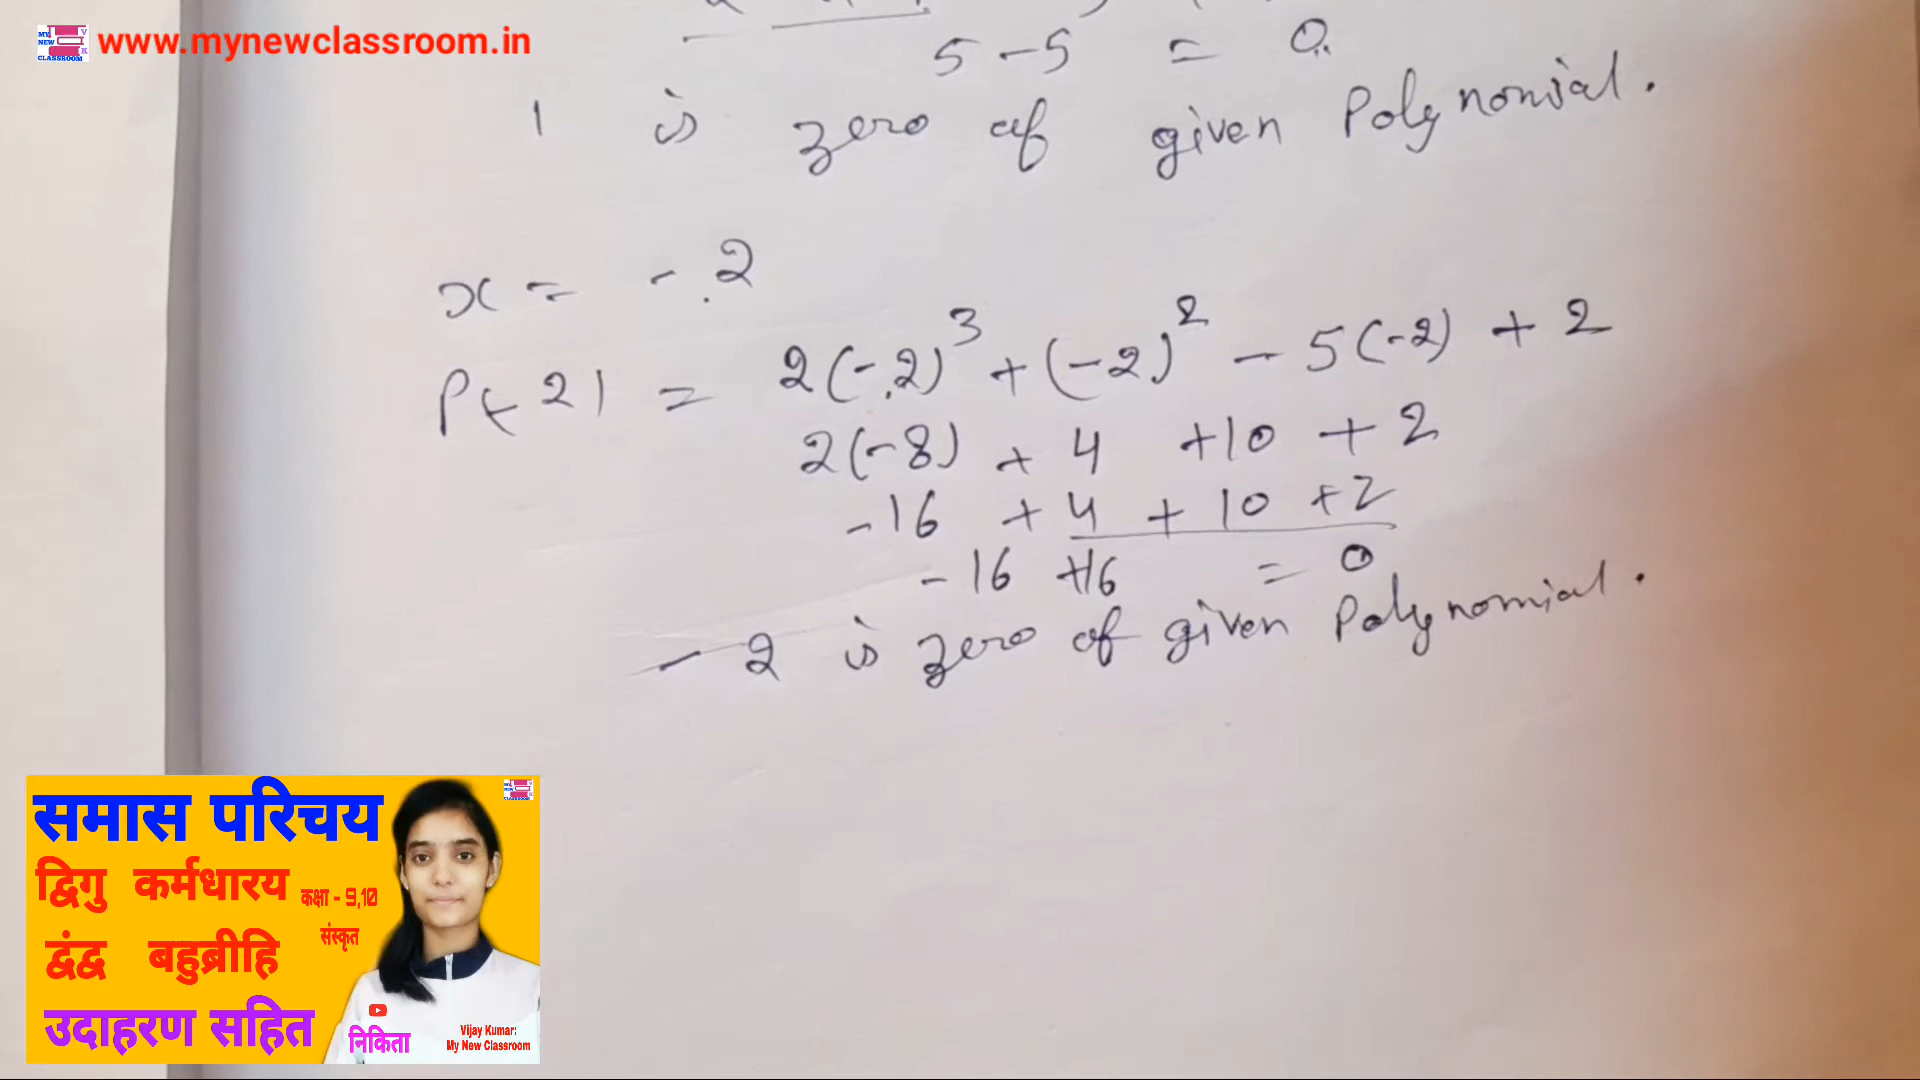 MY NEW CLASSROOM
www.mynewclassroom.in
5 - 5 = 0
1 is zero of given Polynomial.
x = - 2
P(-2) = 2(-2)³ + (-2)² - 5(-2) + 2
2(-8) + 4 +10 + 2
-16 + 4 + 10 +2
- 16 +16 = 0
- 2 is zero of given Polynomial.
समास परिचय
द्विगु कर्मधारय
कक्षा - 9,10
संस्कृत
द्वंद्व बहुब्रीहि
उदाहरण सहित
निकिता
Vijay Kumar:
My New Classroom